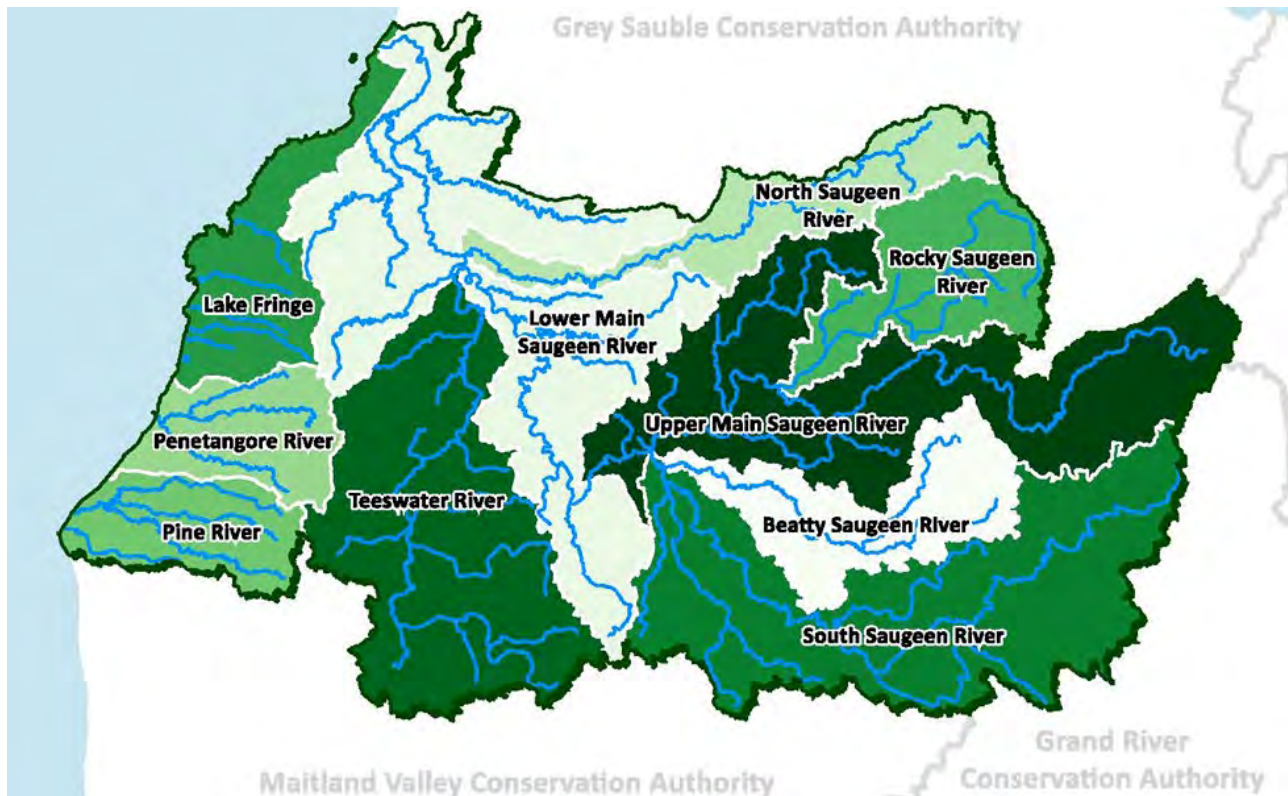 Grey Sauble Conservation Authority
North Saugeen
River
Rocky Saugeen
River
Lake Fringe
Lower Main
Saugeen River
Upper Main Saugeen River
Penetangore River
Teeswater River
Beatty Saugeen River
Pine River
South Saugeen River
Grand River
Conservation Authority
Maitland Valley Conservation Authority